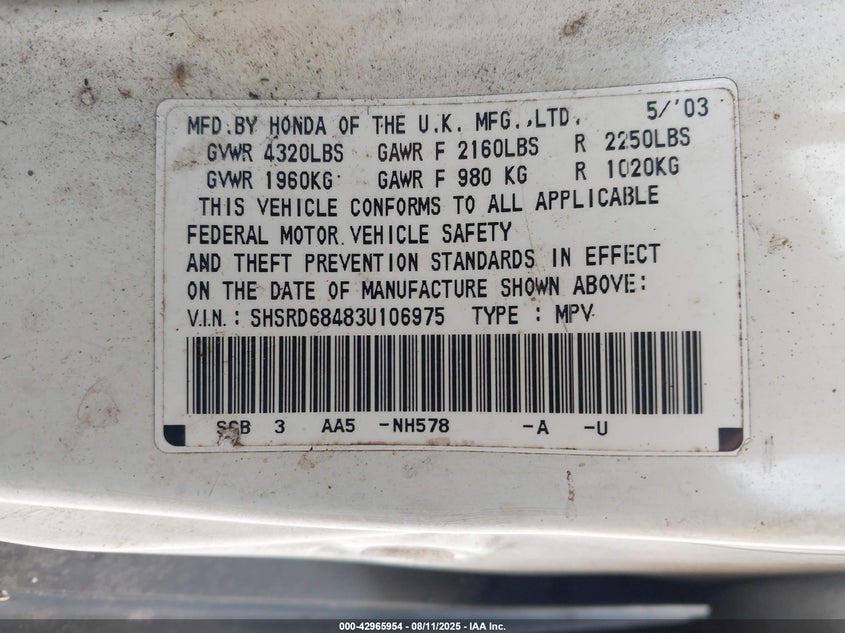 MFD.BY HONDA OF THE U.K. MFG.,LTD. 5/'03
GVWR 4320LBS GAWR F 2160LBS R 2250LBS
GVWR 1960KG GAWR F 980 KG R 1020KG
THIS VEHICLE CONFORMS TO ALL APPLICABLE
FEDERAL MOTOR VEHICLE SAFETY
AND THEFT PREVENTION STANDARDS IN EFFECT
ON THE DATE OF MANUFACTURE SHOWN ABOVE:
V.I.N.: SHSRD68483U106975 TYPE : MPV
3 AA5 -NH578 -A -U
000-42965954 - 08/11/2025 - IAA Inc.